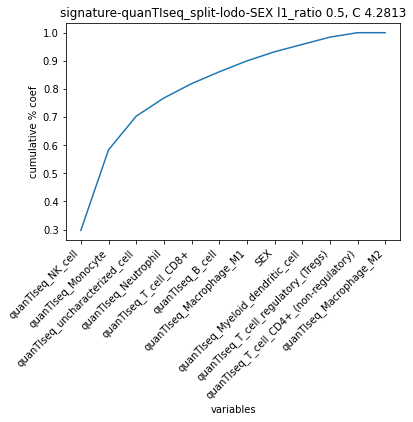 signature-quanTIseq_split-lodo-SEX l1_ratio 0.5, C 4.2813
cumulative % coef
1.0
0.9
0.8
0.7
0.6
0.5
0.4
0.3
quanTIseq_NK_cell
quanTIseq_Monocyte
quanTIseq_uncharacterized_cell
quanTIseq_Neutrophil
quanTIseq_T_cell_CD8+
quanTIseq_B_cell
quanTIseq_Macrophage_M1
SEX
quanTIseq_Myeloid_dendritic_cell
quanTIseq_T_cell_regulatory_(Tregs)
quanTIseq_T_cell_CD4+_(non-regulatory)
quanTIseq_Macrophage_M2
variables